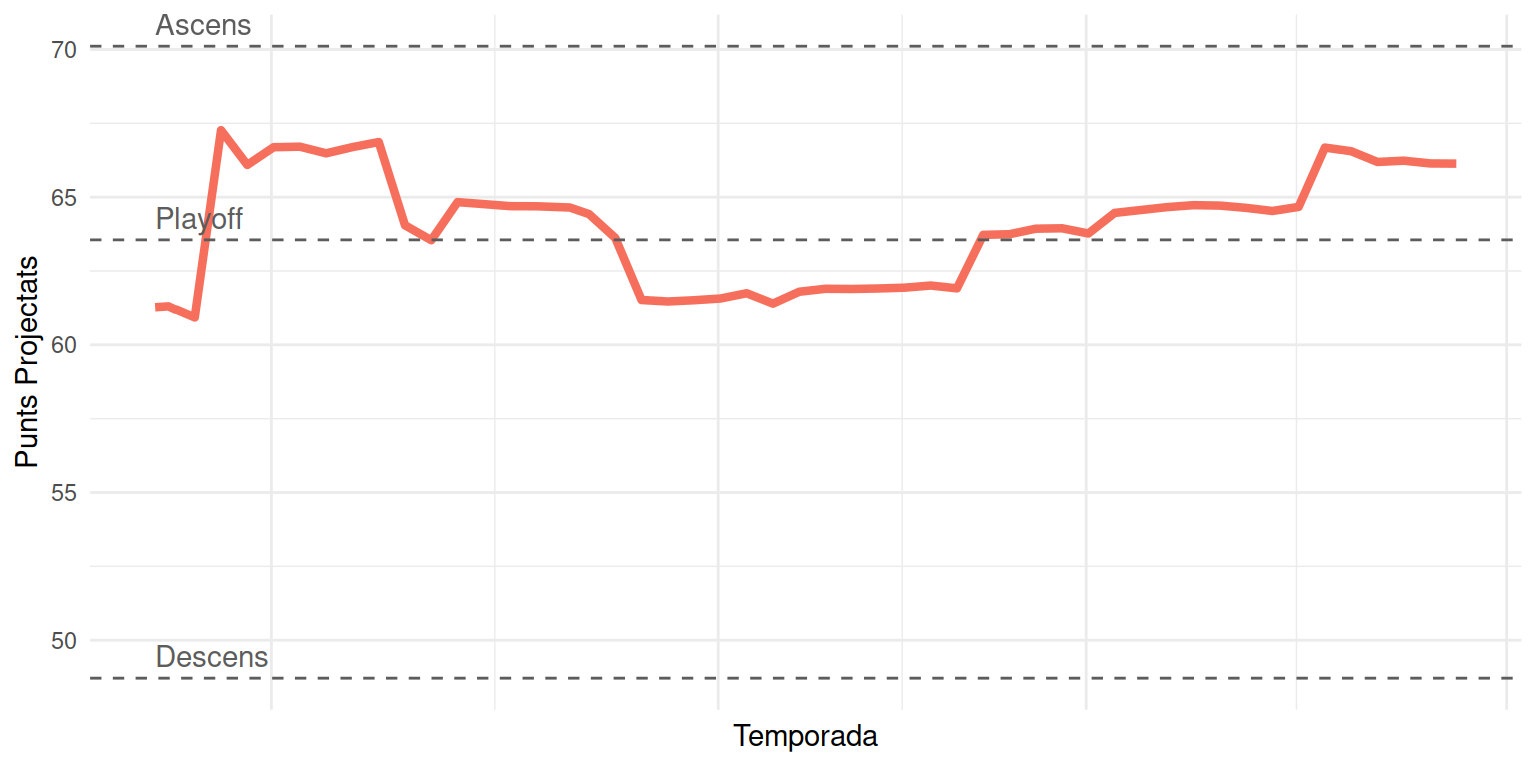 Ascens
70
65
Playoff
60
55
50
Descens
Punts Projectats
Temporada